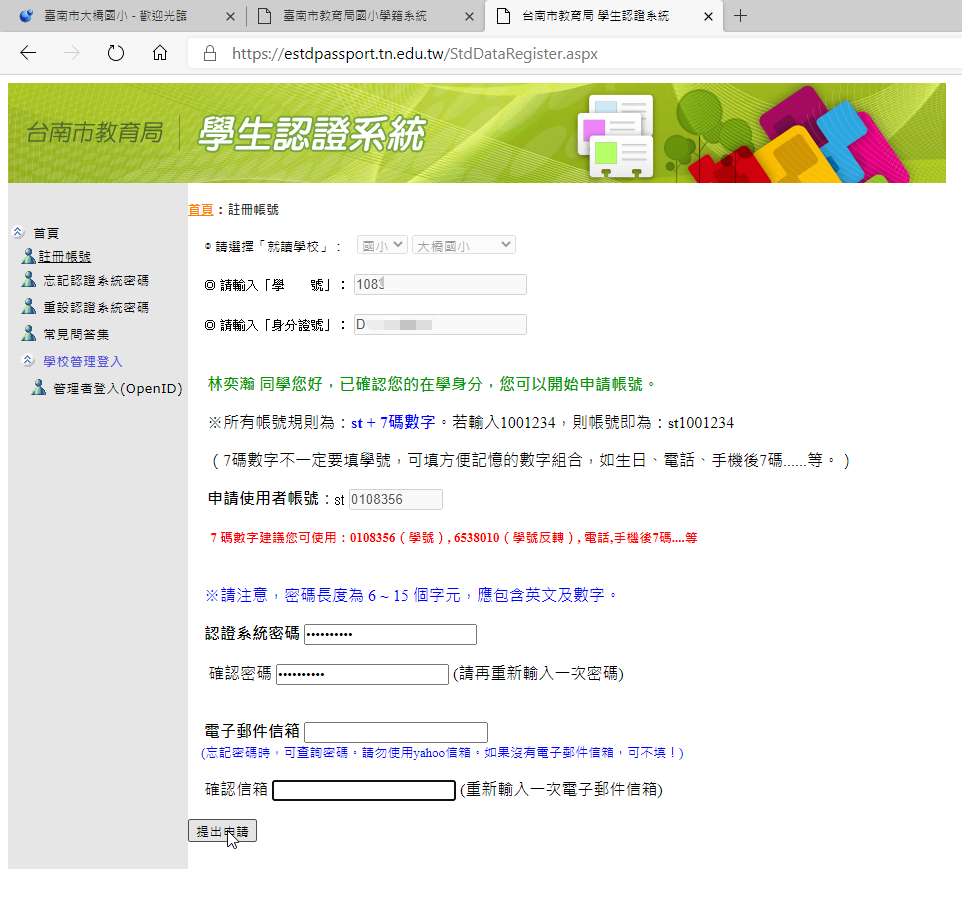 臺南市大橋國小 - 歡迎光臨
臺南市教育局國小學籍系統
台南市教育局 學生認證系統
https://estdpassport.tn.edu.tw/StdDataRegister.aspx
台南市教育局
學生認證系統
首頁：註冊帳號
首頁
註冊帳號
忘記認證系統密碼
重設認證系統密碼
常見問答集
學校管理登入
管理者登入(OpenID)
◎ 請選擇「就讀學校」： 國小 大橋國小
◎ 請輸入「學 號」： 1083
◎ 請輸入「身分證號」： D
林奕瀚 同學您好，已確認您的在學身分，您可以開始申請帳號。
※所有帳號規則為：st + 7碼數字。若輸入1001234，則帳號即為：st1001234
（7碼數字不一定要填學號，可填方便記憶的數字組合，如生日、電話、手機後7碼......等。）
申請使用者帳號：st 0108356
7 碼數字建議您可使用：0108356（學號）, 6538010（學號反轉）, 電話,手機後7碼....等
※請注意，密碼長度為 6 ~ 15 個字元，應包含英文及數字。
認證系統密碼 ••••••••••
確認密碼 •••••••••• (請再重新輸入一次密碼)
電子郵件信箱
(忘記密碼時，可查詢密碼。請勿使用yahoo信箱。如果沒有電子郵件信箱，可不填！)
確認信箱 (重新輸入一次電子郵件信箱)
提出申請